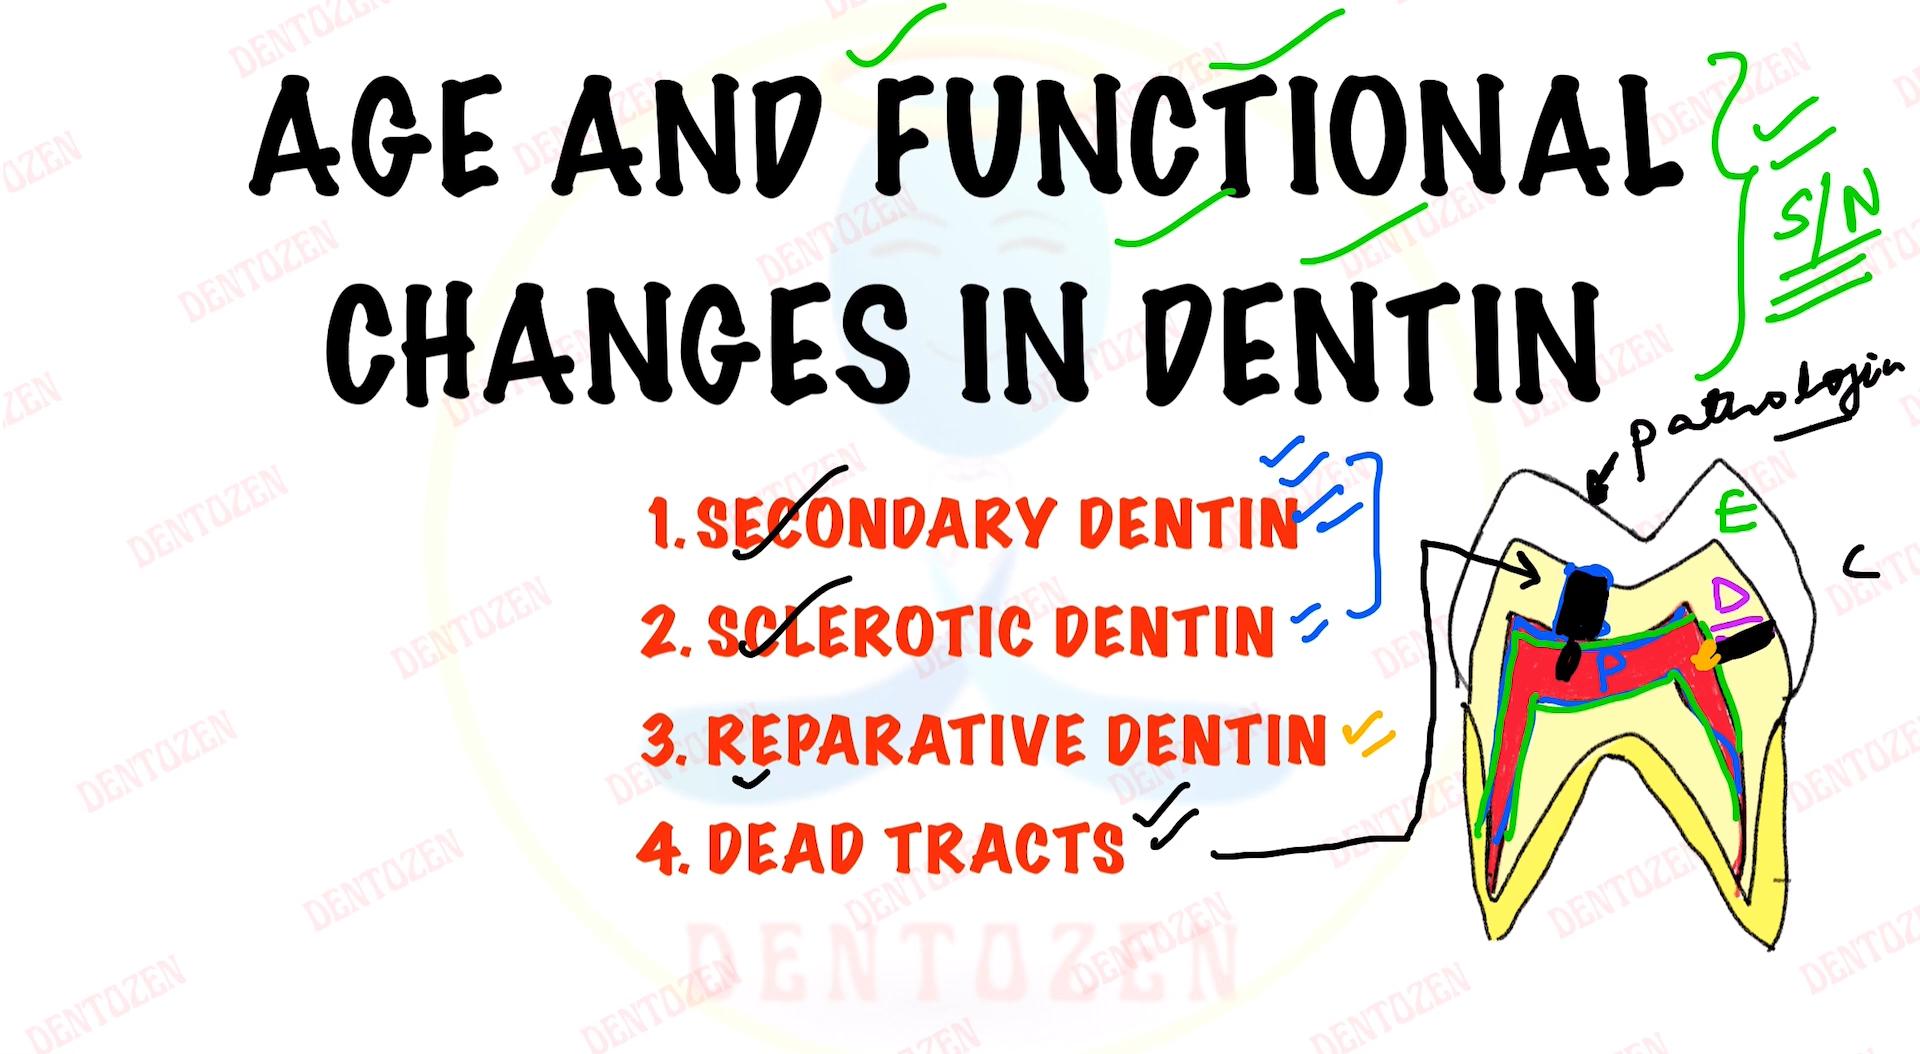 AGE AND FUNCTIONAL
CHANGES IN DENTIN
S/N
pathologic
1. SECONDARY DENTIN
2. SCLEROTIC DENTIN
3. REPARATIVE DENTIN
4. DEAD TRACTS
E
C
D
P
DENTOZEN